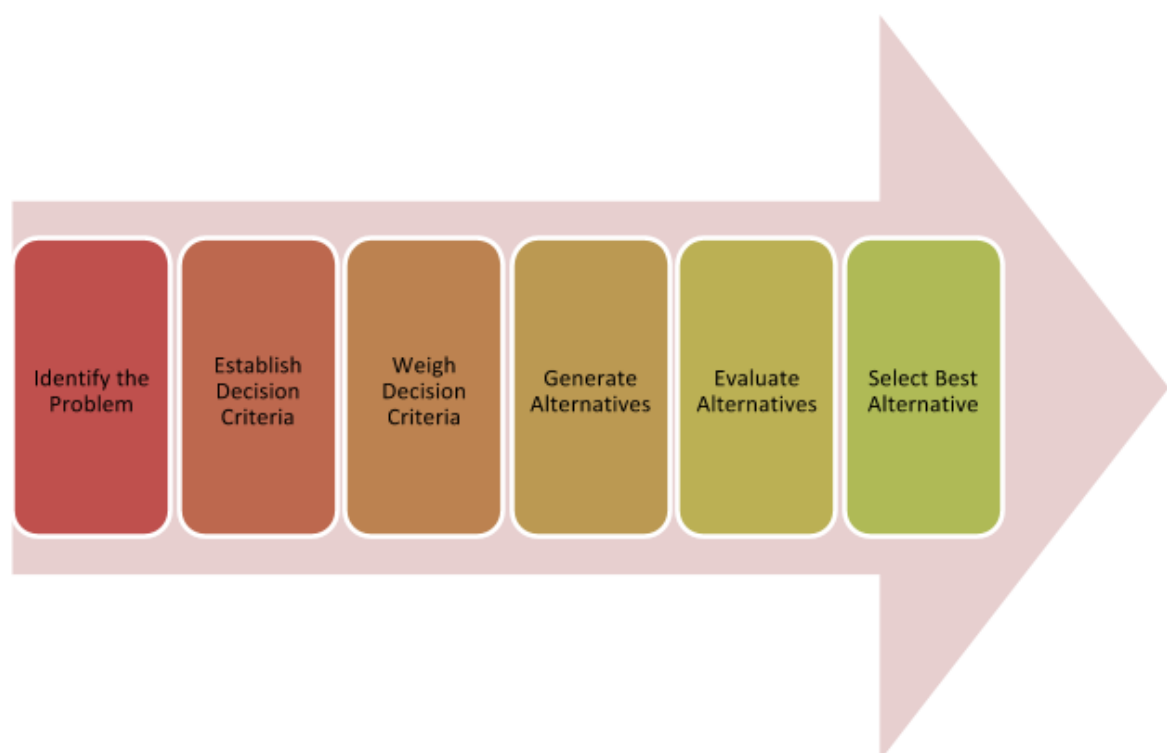 Identify the
Problem
Establish
Decision
Criteria
Weigh
Decision
Criteria
Generate
Alternatives
Evaluate
Alternatives
Select Best
Alternative